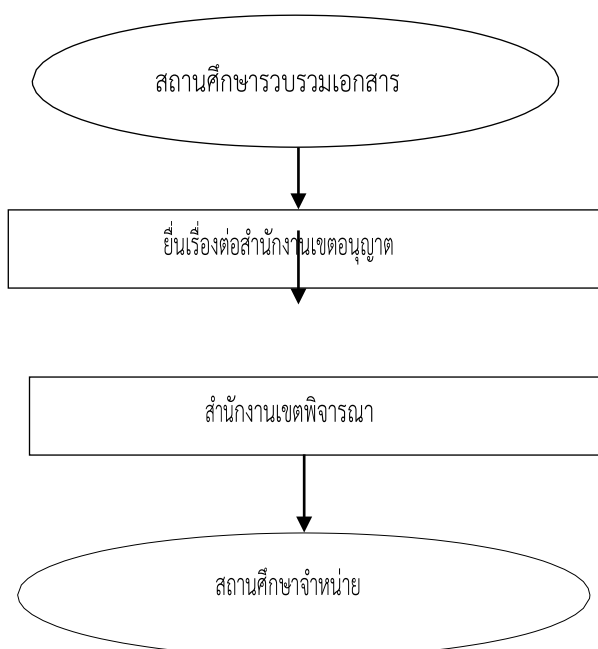 สถานศึกษารวบรวมเอกสาร
ยื่นเรื่องต่อสำนักงานเขตอนุญาต
สำนักงานเขตพิจารณา
สถานศึกษาจำหน่าย